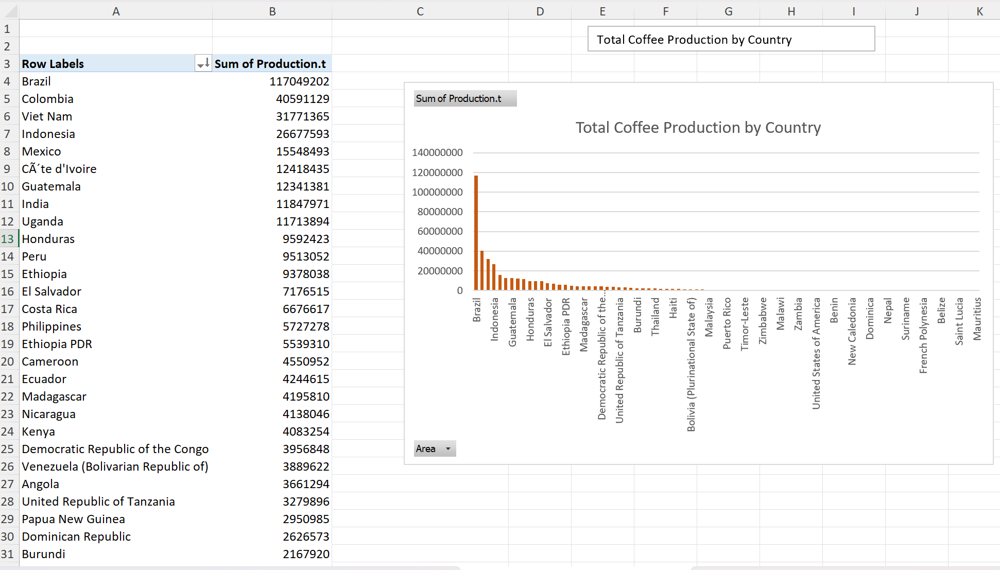 A B C D E F G H I J K
1
2
Total Coffee Production by Country
3 Row Labels Sum of Production.t
4 Brazil 117049202
5 Colombia 40591129
6 Viet Nam 31771365
7 Indonesia 26677593
8 Mexico 15548493
9 CÃ´te d'Ivoire 12418435
10 Guatemala 12341381
11 India 11847971
12 Uganda 11713894
13 Honduras 9592423
14 Peru 9513052
15 Ethiopia 9378038
16 El Salvador 7176515
17 Costa Rica 6676617
18 Philippines 5727278
19 Ethiopia PDR 5539310
20 Cameroon 4550952
21 Ecuador 4244615
22 Madagascar 4195810
23 Nicaragua 4138046
24 Kenya 4083254
25 Democratic Republic of the Congo 3956848
26 Venezuela (Bolivarian Republic of) 3889622
27 Angola 3661294
28 United Republic of Tanzania 3279896
29 Papua New Guinea 2950985
30 Dominican Republic 2626573
31 Burundi 2167920
Sum of Production.t
Total Coffee Production by Country
140000000
120000000
100000000
80000000
60000000
40000000
20000000
0
Brazil
Indonesia
Guatemala
Honduras
El Salvador
Ethiopia PDR
Madagascar
Democratic Republic of the...
United Republic of Tanzania
Burundi
Thailand
Haiti
Bolivia (Plurinational State of)
Malaysia
Puerto Rico
Timor-Leste
Zimbabwe
Malawi
Zambia
United States of America
Benin
New Caledonia
Dominica
Nepal
Suriname
French Polynesia
Belize
Saint Lucia
Mauritius
Area